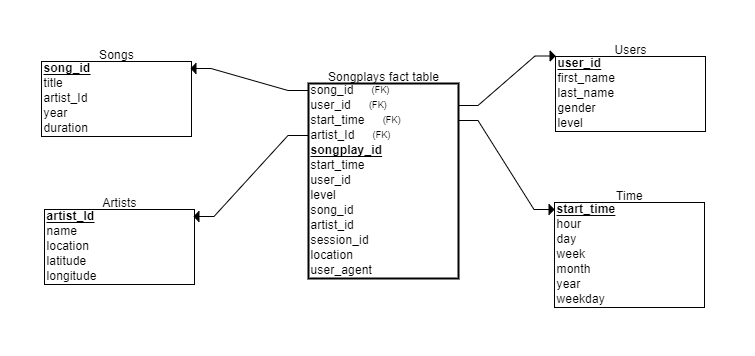 Songs
song_id
title
artist_Id
year
duration
Artists
artist_Id
name
location
latitude
longitude
Songplays fact table
song_id (FK)
user_id (FK)
start_time (FK)
artist_Id (FK)
songplay_id
start_time
user_id
level
song_id
artist_id
session_id
location
user_agent
Users
user_id
first_name
last_name
gender
level
Time
start_time
hour
day
week
month
year
weekday